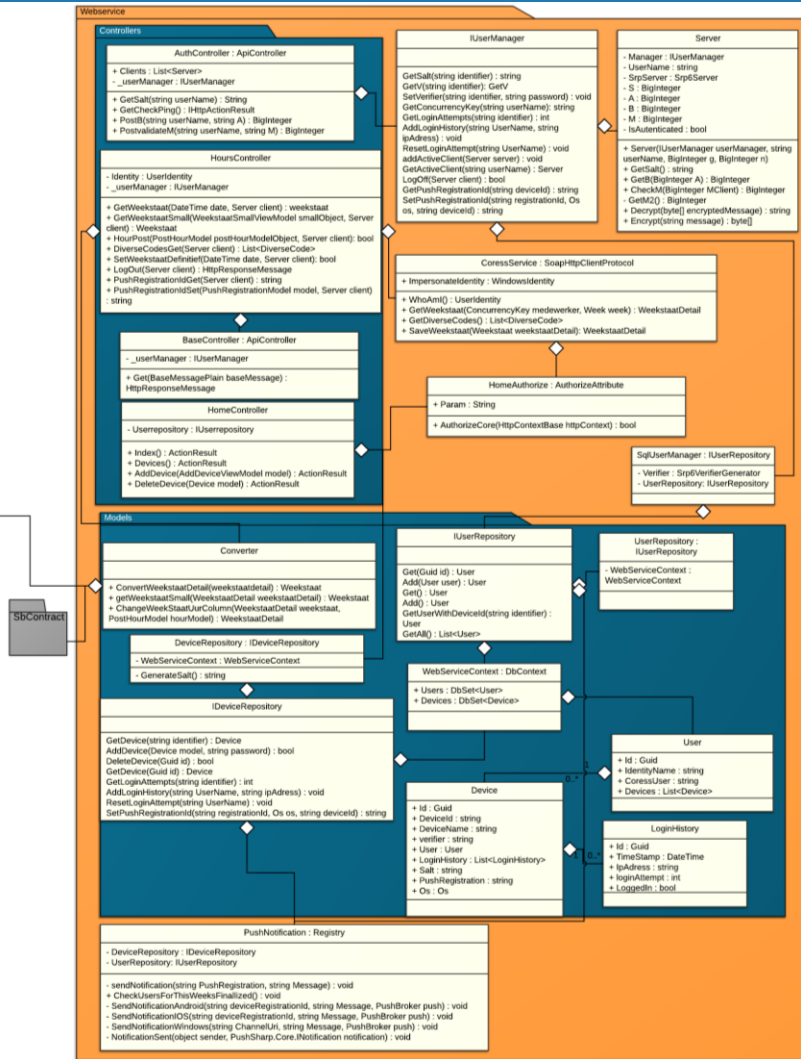 Webservice
Controllers
AuthController : ApiController
+ Clients : List<Server>
- _userManager : IUserManager
+ GetSalt(string userName) : String
+ GetCheckPing() : IHttpActionResult
+ PostB(string userName, string A) : BigInteger
+ PostvalidateM(string userName, string M) : BigInteger
HoursController
- Identity : UserIdentity
- _userManager : IUserManager
+ GetWeekstaat(DateTime date, Server client) : weekstaat
+ GetWeekstaatSmall(WeekstaatSmallViewModel smallObject, Server
client) : Weekstaat
+ HourPost(PostHourModel postHourModelObject, Server client): bool
+ DiverseCodesGet(Server client) : List<DiverseCode>
+ SetWeekstaatDefinitief(DateTime date, Server client): bool
+ LogOut(Server client) : HttpResponseMessage
+ PushRegistrationIdGet(Server client) : string
+ PushRegistrationIdSet(PushRegistrationModel model, Server client)
: string
BaseController : ApiController
- _userManager : IUserManager
+ Get(BaseMessagePlain baseMessage) :
HttpResponseMessage
HomeController
- Userrepository : IUserrepository
+ Index() : ActionResult
+ Devices() : ActionResult
+ AddDevice(AddDeviceViewModel model) : ActionResult
+ DeleteDevice(Device model) : ActionResult
IUserManager
GetSalt(string identifier) : string
GetV(string identifier): GetV
SetVerifier(string identifier, string password) : void
GetConcurrencyKey(string userName): string
GetLoginAttempts(string identifier) : int
AddLoginHistory(string UserName, string
ipAdress) : void
ResetLoginAttempt(string UserName) : void
addActiveClient(Server server) : void
GetActiveClient(string userName) : Server
LogOff(Server client) : bool
GetPushRegistrationId(string deviceId) : string
SetPushRegistrationId(string registrationId, Os
os, string deviceId) : string
Server
- Manager : IUserManager
- UserName : string
- SrpServer : Srp6Server
- S : BigInteger
- A : BigInteger
- B : BigInteger
- M : BigInteger
- IsAutenticated : bool
+ Server(IUserManager userManager, string
userName, BigInteger g, BigInteger n)
+ GetSalt() : string
+ GetB(BigInteger A) : BigInteger
+ CheckM(BigInteger MClient) : BigInteger
- GetM2() : BigInteger
+ Decrypt(byte[] encryptedMessage) : string
+ Encrypt(string message) : byte[]
CoressService : SoapHttpClientProtocol
+ ImpersonateIdentity : WindowsIdentity
+ WhoAmI() : UserIdentity
+ GetWeekstaat(ConcurrencyKey medewerker, Week week) : WeekstaatDetail
+ GetDiverseCodes() : List<DiverseCode>
+ SaveWeekstaat(Weekstaat weekstaatDetail): WeekstaatDetail
HomeAuthorize : AuthorizeAttribute
+ Param : String
+ AuthorizeCore(HttpContextBase httpContext) : bool
SqlUserManager : IUserRepository
- Verifier : Srp6VerifierGenerator
- UserRepository: IUserRepository
Models
Converter
+ ConvertWeekstaatDetail(weekstaatdetail) : Weekstaat
+ getWeekstaatSmall(WeekstaatDetail weekstaatDetail) : Weekstaat
+ ChangeWeekStaatUurColumn(WeekstaatDetail weekstaat,
PostHourModel hourModel) : WeekstaatDetail
SbContract
DeviceRepository : IDeviceRepository
- WebServiceContext : WebServiceContext
- GenerateSalt() : string
IDeviceRepository
GetDevice(string identifier) : Device
AddDevice(Device model, string password) : bool
DeleteDevice(Guid id) : bool
GetDevice(Guid id) : Device
GetLoginAttempts(string identifier) : int
AddLoginHistory(string UserName, string ipAdress) : void
ResetLoginAttempt(string UserName) : void
SetPushRegistrationId(string registrationId, Os os, string deviceId) : string
IUserRepository
Get(Guid id) : User
Add(User user) : User
Get() : User
Add() : User
GetUserWithDeviceId(string identifier) :
User
GetAll() : List<User>
UserRepository :
IUserRepository
- WebServiceContext :
WebServiceContext
WebServiceContext : DbContext
+ Users : DbSet<User>
+ Devices : DbSet<Device>
User
+ Id : Guid
+ IdentityName : string
+ CoressUser : string
+ Devices : List<Device>
1
0..*
Device
+ Id : Guid
+ DeviceId : string
+ DeviceName : string
+ verifier : string
+ User : User
+ LoginHistory : List<LoginHistory>
+ Salt : string
+ PushRegistration : string
+ Os : Os
1
0..*
LoginHistory
+ Id : Guid
+ TimeStamp : DateTime
+ IpAdress : string
+ loginAttempt : int
+ LoggedIn : bool
PushNotification : Registry
- DeviceRepository : IDeviceRepository
- UserRepository: IUserRepository
- sendNotification(string PushRegistration, string Message) : void
+ CheckUsersForThisWeeksFinallized() : void
- SendNotificationAndroid(string deviceRegistrationId, string Message, PushBroker push) : void
- SendNotificationIOS(string deviceRegistrationId, string Message, PushBroker push) : void
- SendNotificationWindows(string ChannelUri, string Message, PushBroker push) : void
- NotificationSent(object sender, PushSharp.Core.INotification notification) : void